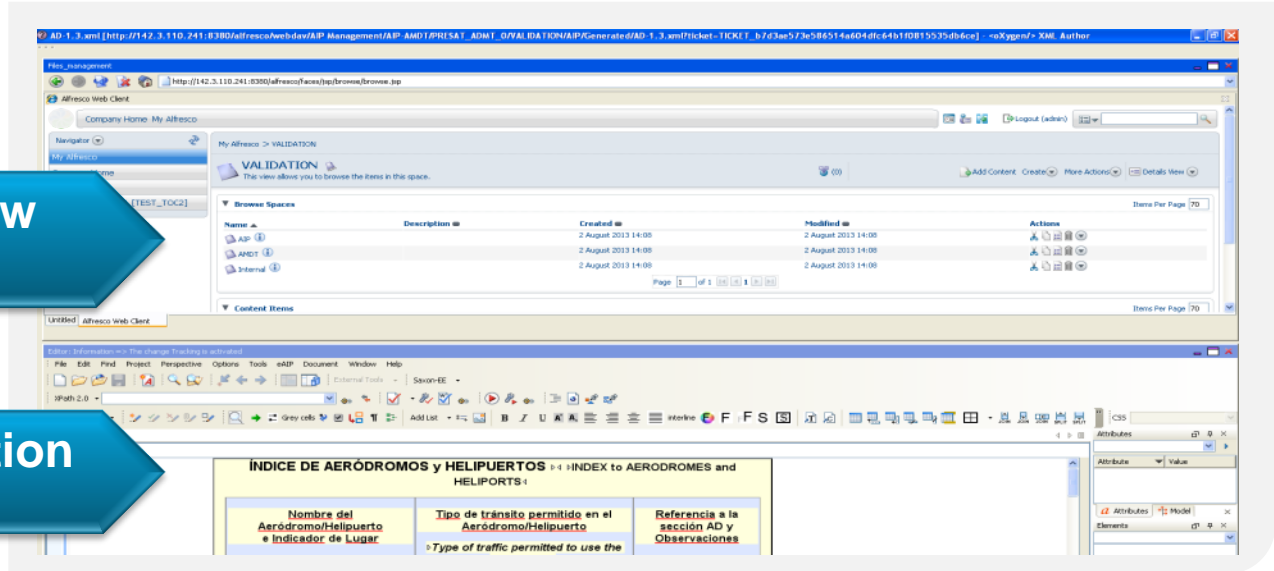 AD-1.3.xml [http://142.3.110.241:8380/alfresco/webdav/AIP Management/AIP-AMDT/PRESAT_ADMT_0/VALIDATION/AIP/Generated/AD-1.3.xml?ticket=TICKET_b7d3ae573e586514a604dfc64b1f0815535db6ce] - <oXygen/> XML Author
Files_management
http://142.3.110.241:8380/alfresco/faces/jsp/browse/browse.jsp
Alfresco Web Client
Company Home My Alfresco
Logout (admin)
Navigator
My Alfresco > VALIDATION
My Alfresco
VALIDATION
This view allows you to browse the items in this space.
(0)
Add Content Create More Actions Details View
[TEST_TOC2]
Browse Spaces
Items Per Page 70
Name Description Created Modified Actions
AIP 2 August 2013 14:08 2 August 2013 14:08
AMDT 2 August 2013 14:08 2 August 2013 14:08
Internal 2 August 2013 14:08 2 August 2013 14:08
Page 1 of 1 1
Content Items
Items Per Page 70
Untitled Alfresco Web Client
w
Editor: Information => The change Tracking is activated
File Edit Find Project Perspective Options Tools eAIP Document Window Help
External Tools Saxon-EE
XPath 2.0
Grey cells Add List B I U interline F F S S CSS
tion
Attributes
Attribute Value
Attributes Model
Elements
ÍNDICE DE AERÓDROMOS y HELIPUERTOS INDEX to AERODROMES and
HELIPORTS
Nombre del Tipo de tránsito permitido en el Referencia a la
Aeródromo/Helipuerto Aeródromo/Helipuerto sección AD y
e Indicador de Lugar Observaciones
Type of traffic permitted to use the